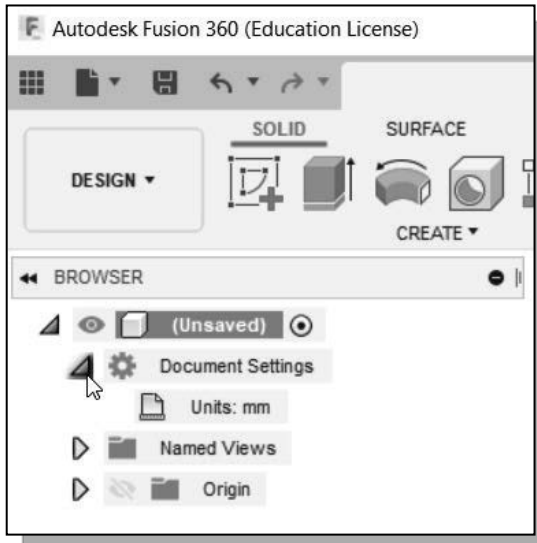 Autodesk Fusion 360 (Education License)
SOLID SURFACE
DESIGN
CREATE
BROWSER
(Unsaved)
Document Settings
Units: mm
Named Views
Origin